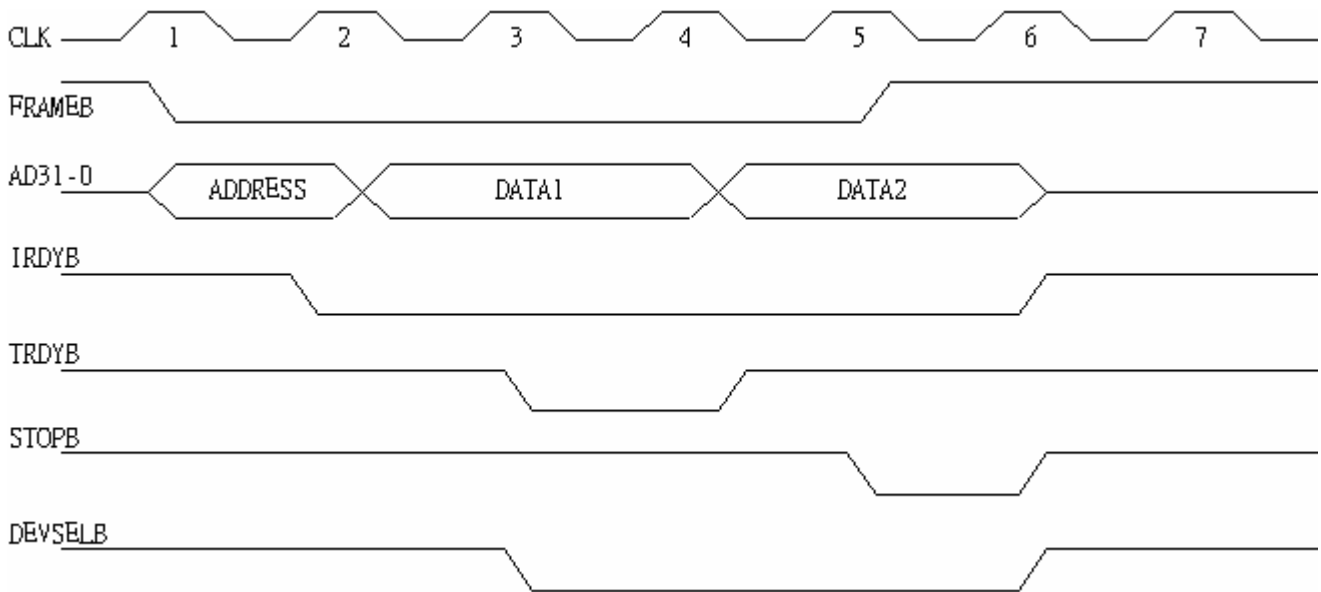 CLK 1 2 3 4 5 6 7
FRAMEB
AD31-0 ADDRESS DATA1 DATA2
IRDYB
TRDYB
STOPB
DEVSELB